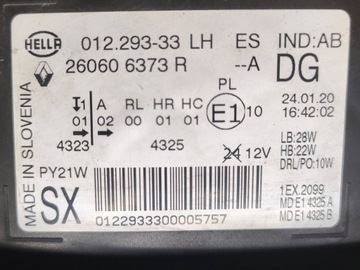 HELLA 012.293-33 LH ES IND:AB
26060 6373 R --A DG
PL
1 A RL HR HC E1 10 24.01.20
01 02 00 01 01 16:42:02
4323 4325 24 12V LB:28W
HB:22W
DRL/PO:10W
MADE IN SLOVENIA
PY21W
SX
0122933300005757
1EX.2099
MD E1 4325 A
MD E1 4325 B